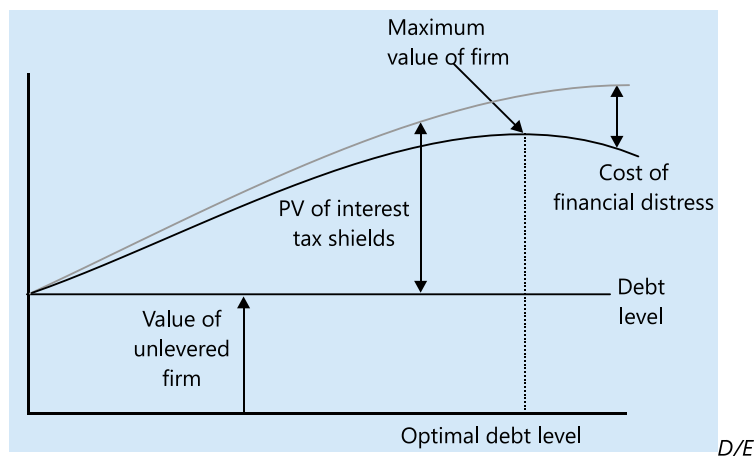 Maximum
value of firm
Cost of
financial distress
PV of interest
tax shields
Debt
level
Value of
unlevered
firm
Optimal debt level
D/E